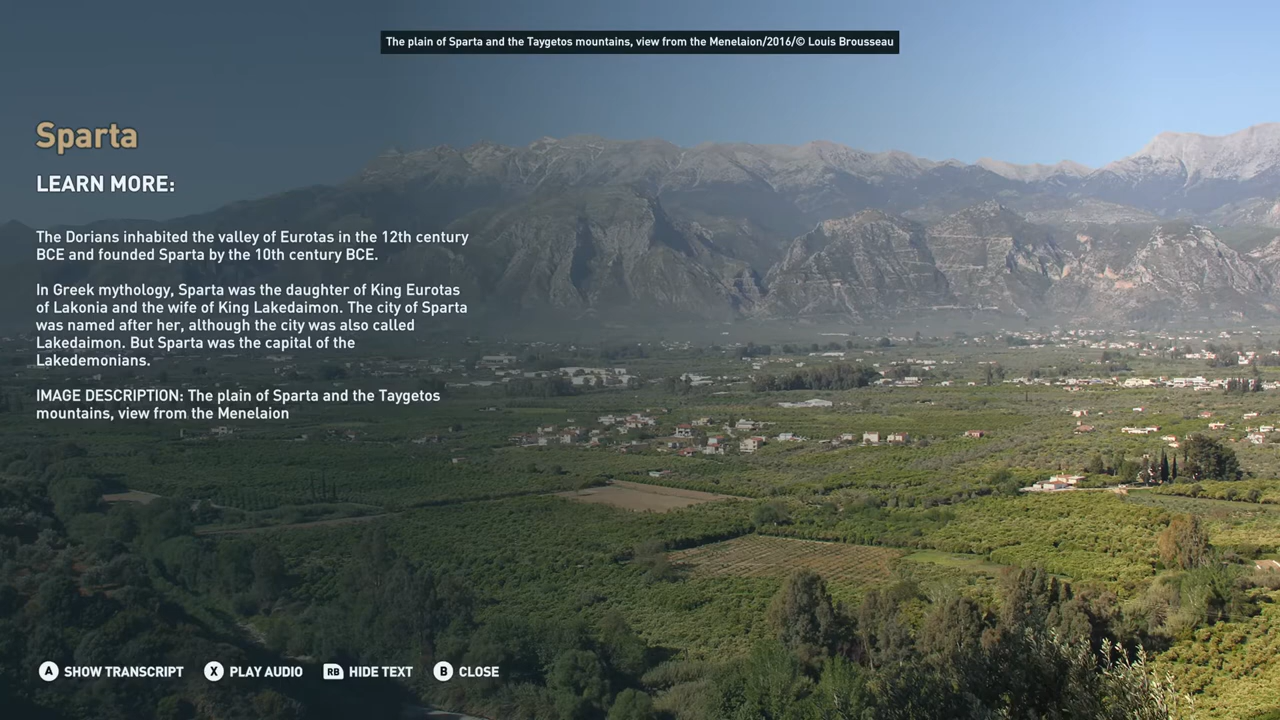 The plain of Sparta and the Taygetos mountains, view from the Menelaion/2016/© Louis Brousseau
Sparta
LEARN MORE:
The Dorians inhabited the valley of Eurotas in the 12th century
BCE and founded Sparta by the 10th century BCE.
In Greek mythology, Sparta was the daughter of King Eurotas
of Lakonia and the wife of King Lakedaimon. The city of Sparta
was named after her, although the city was also called
Lakedaimon. But Sparta was the capital of the
Lakedemonians.
IMAGE DESCRIPTION: The plain of Sparta and the Taygetos
mountains, view from the Menelaion
A SHOW TRANSCRIPT X PLAY AUDIO RB HIDE TEXT B CLOSE